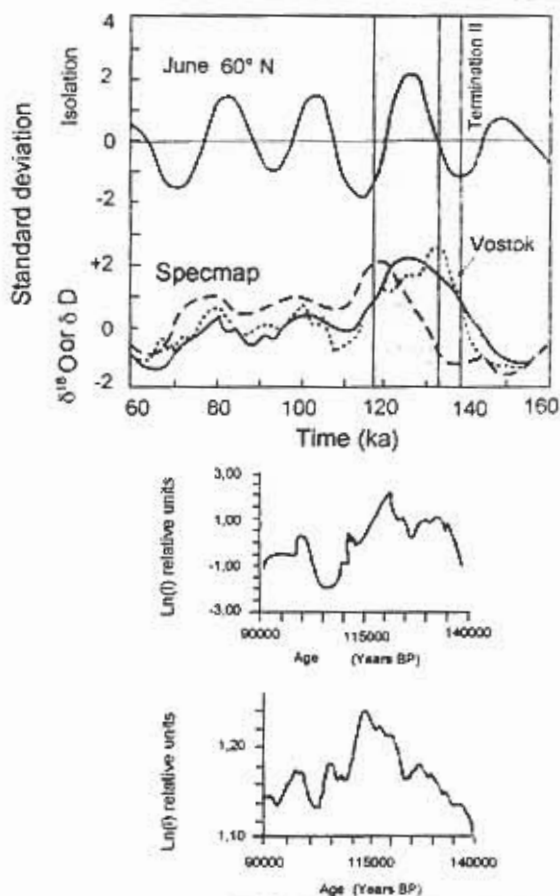 4
2
0
-2
Isolation
June 60° N
Termination II
Standard deviation
+2
0
-2
δ¹⁸O or δ D
Specmap
Vostok
60 80 100 120 140 160
Time (ka)
3,00
1,00
-1,00
-3,00
Ln(I) relative units
90000 115000 140000
Age (Years BP)
1,20
1,10
Ln(I) relative units
90000 115000 140000
Age (Years BP)